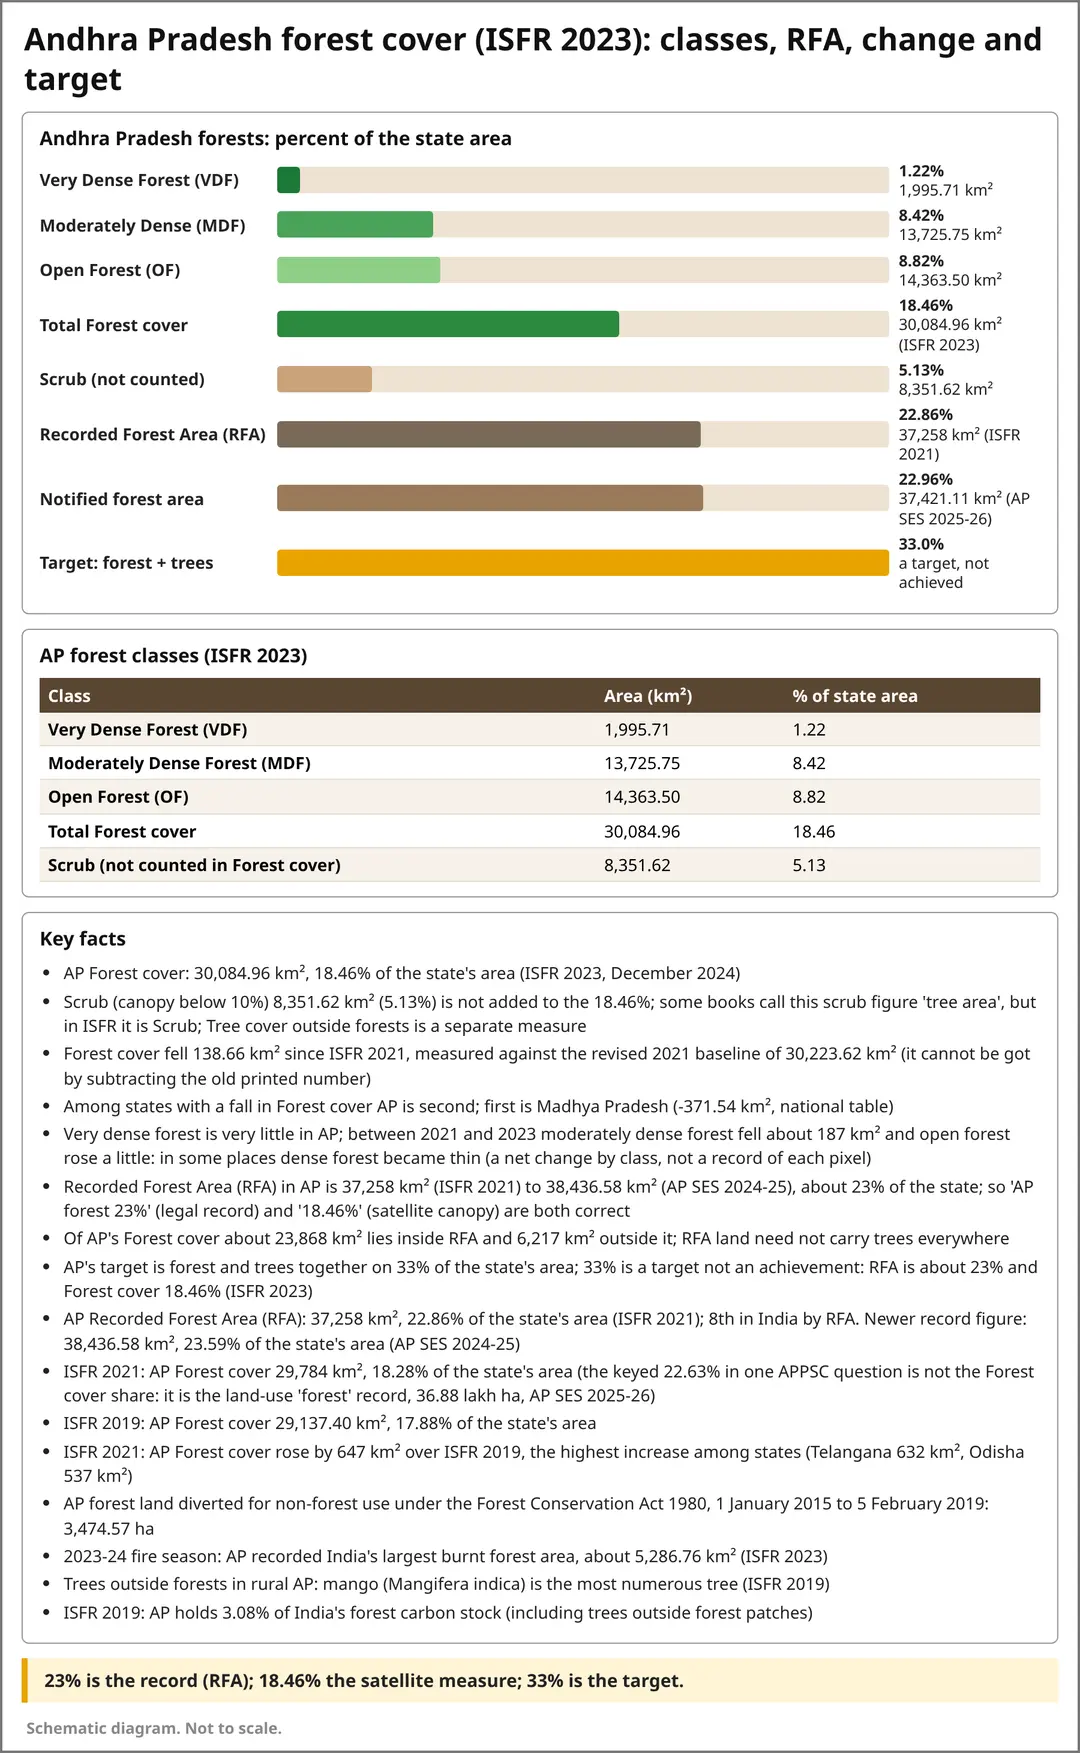 Andhra Pradesh forest cover (ISFR 2023): classes, RFA, change and
target
Andhra Pradesh forests: percent of the state area
Very Dense Forest (VDF)
1.22%
1,995.71 km²
Moderately Dense (MDF)
8.42%
13,725.75 km²
Open Forest (OF)
8.82%
14,363.50 km²
Total Forest cover
18.46%
30,084.96 km²
(ISFR 2023)
Scrub (not counted)
5.13%
8,351.62 km²
Recorded Forest Area (RFA)
22.86%
37,258 km² (ISFR
2021)
Notified forest area
22.96%
37,421.11 km² (AP
SES 2025-26)
Target: forest + trees
33.0%
a target, not
achieved
AP forest classes (ISFR 2023)
Class Area (km²) % of state area
Very Dense Forest (VDF) 1,995.71 1.22
Moderately Dense Forest (MDF) 13,725.75 8.42
Open Forest (OF) 14,363.50 8.82
Total Forest cover 30,084.96 18.46
Scrub (not counted in Forest cover) 8,351.62 5.13
Key facts
• AP Forest cover: 30,084.96 km², 18.46% of the state's area (ISFR 2023, December 2024)
• Scrub (canopy below 10%) 8,351.62 km² (5.13%) is not added to the 18.46%; some books call this scrub figure 'tree area', but
in ISFR it is Scrub; Tree cover outside forests is a separate measure
• Forest cover fell 138.66 km² since ISFR 2021, measured against the revised 2021 baseline of 30,223.62 km² (it cannot be got
by subtracting the old printed number)
• Among states with a fall in Forest cover AP is second; first is Madhya Pradesh (-371.54 km², national table)
• Very dense forest is very little in AP; between 2021 and 2023 moderately dense forest fell about 187 km² and open forest
rose a little: in some places dense forest became thin (a net change by class, not a record of each pixel)
• Recorded Forest Area (RFA) in AP is 37,258 km² (ISFR 2021) to 38,436.58 km² (AP SES 2024-25), about 23% of the state; so 'AP
forest 23%' (legal record) and '18.46%' (satellite canopy) are both correct
• Of AP's Forest cover about 23,868 km² lies inside RFA and 6,217 km² outside it; RFA land need not carry trees everywhere
• AP's target is forest and trees together on 33% of the state's area; 33% is a target not an achievement: RFA is about 23% and
Forest cover 18.46% (ISFR 2023)
• AP Recorded Forest Area (RFA): 37,258 km², 22.86% of the state's area (ISFR 2021); 8th in India by RFA. Newer record figure:
38,436.58 km², 23.59% of the state's area (AP SES 2024-25)
• ISFR 2021: AP Forest cover 29,784 km², 18.28% of the state's area (the keyed 22.63% in one APPSC question is not the Forest
cover share: it is the land-use 'forest' record, 36.88 lakh ha, AP SES 2025-26)
• ISFR 2019: AP Forest cover 29,137.40 km², 17.88% of the state's area
• ISFR 2021: AP Forest cover rose by 647 km² over ISFR 2019, the highest increase among states (Telangana 632 km², Odisha
537 km²)
• AP forest land diverted for non-forest use under the Forest Conservation Act 1980, 1 January 2015 to 5 February 2019:
3,474.57 ha
• 2023-24 fire season: AP recorded India's largest burnt forest area, about 5,286.76 km² (ISFR 2023)
• Trees outside forests in rural AP: mango (Mangifera indica) is the most numerous tree (ISFR 2019)
• ISFR 2019: AP holds 3.08% of India's forest carbon stock (including trees outside forest patches)
23% is the record (RFA); 18.46% the satellite measure; 33% is the target.
Schematic diagram. Not to scale.